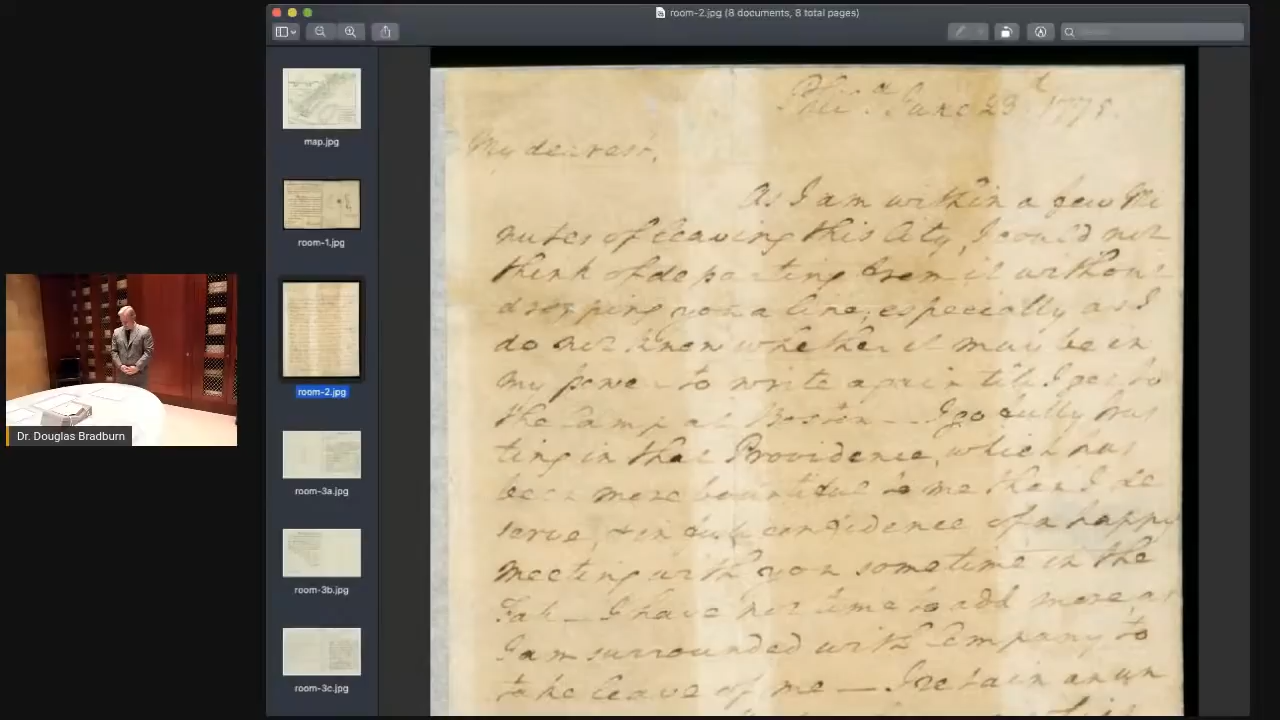 room-2.jpg (8 documents, 8 total pages)
map.jpg
room-1.jpg
room-2.jpg
room-3a.jpg
room-3b.jpg
room-3c.jpg
Dr. Douglas Bradburn
Phila. June 23d 1775.
My dearest,
As I am within a few Mi
nutes of leaving this City, I could not
think of departing from it without
dropping you a line, especially as I
do not know whether it may be in
my power to write again till I get to
the Camp at Boston — I go fully trus
ting in that Providence, which has
been more bountiful to me than I de
serve, & in full confidence of a happy
Meeting with you sometime in the
Fall — I have not time to add more, as
I am surrounded with Company to
take leave of me — I retain an un